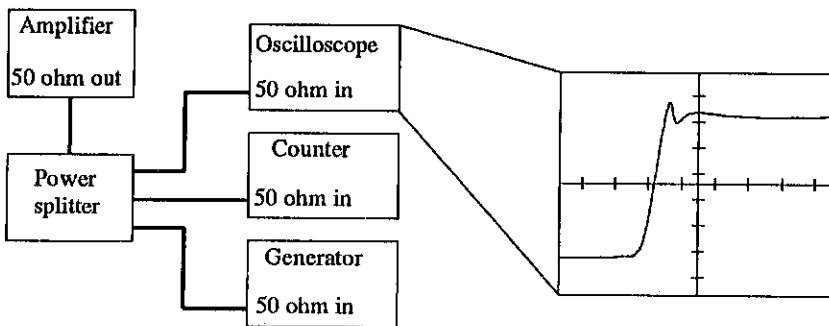 Amplifier
50 ohm out
Power
splitter
Oscilloscope
50 ohm in
Counter
50 ohm in
Generator
50 ohm in